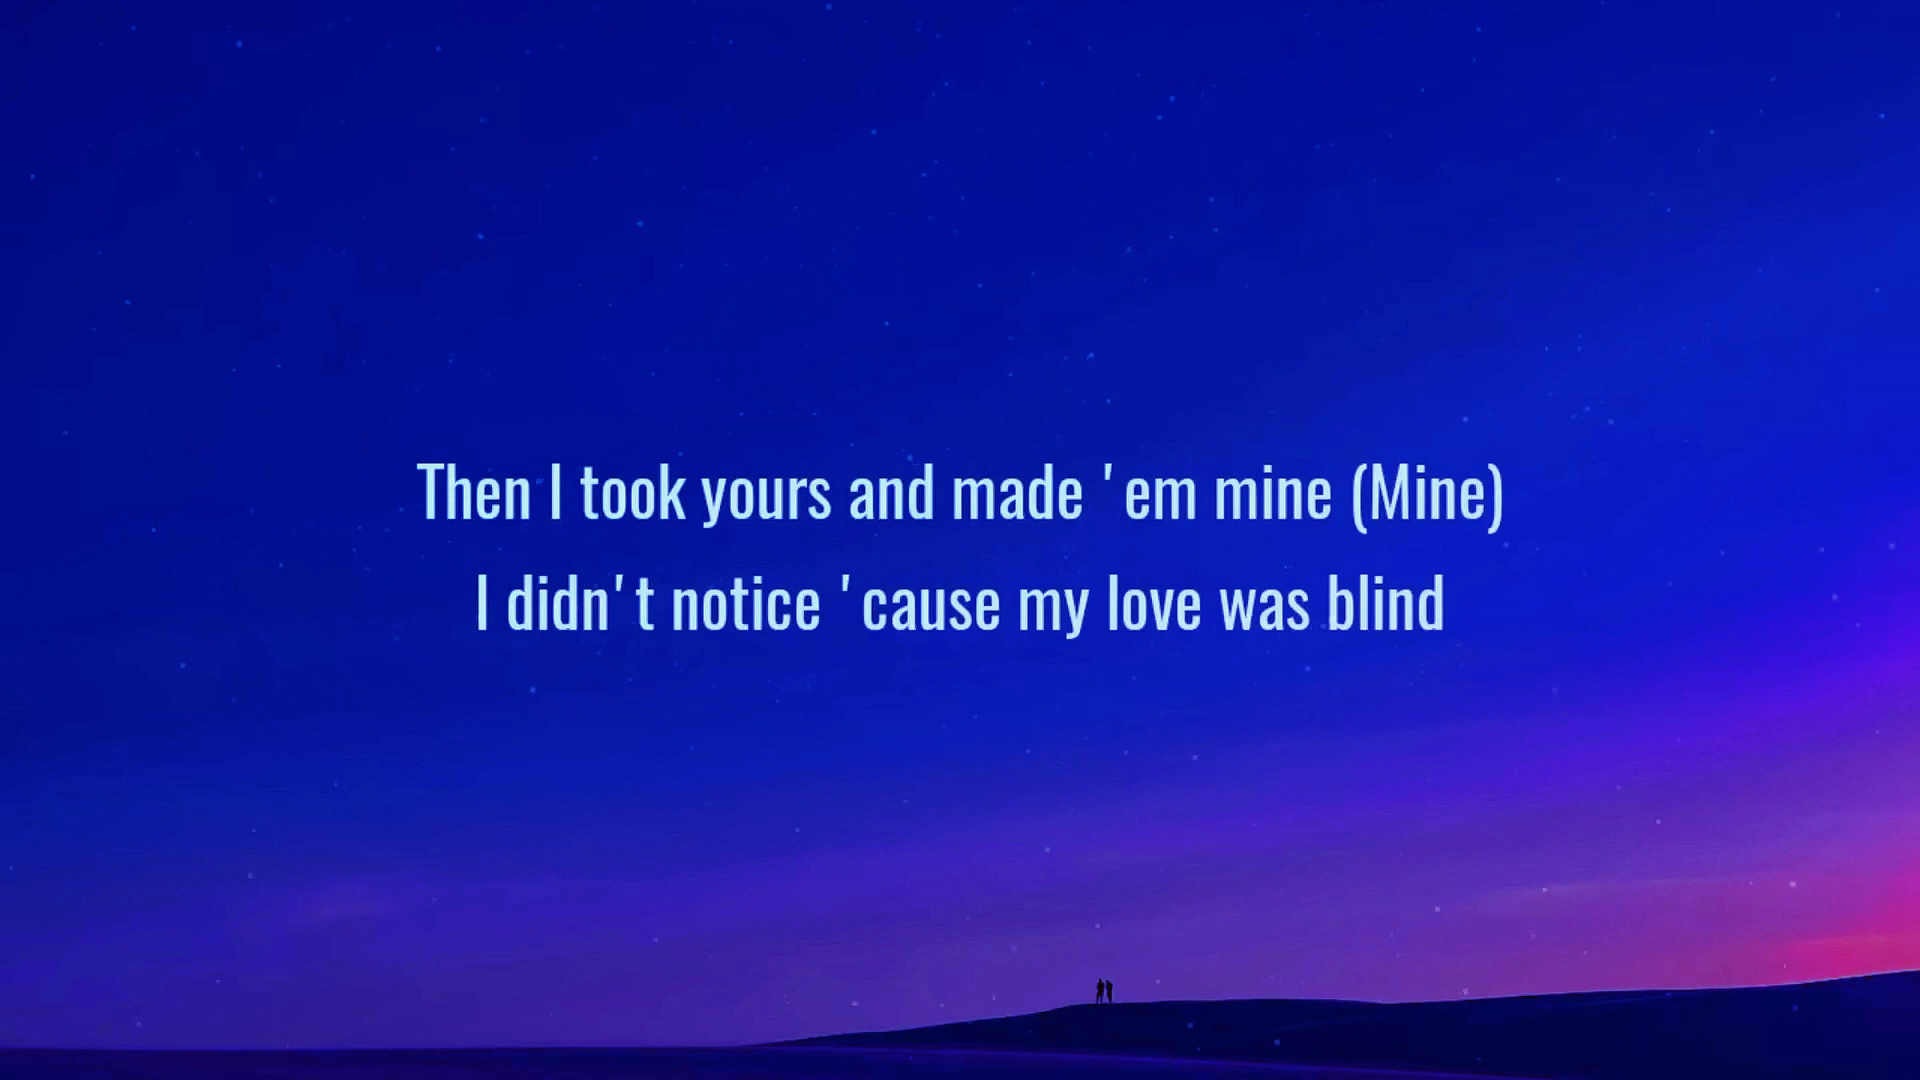 Then I took yours and made 'em mine (Mine)
I didn't notice 'cause my love was blind